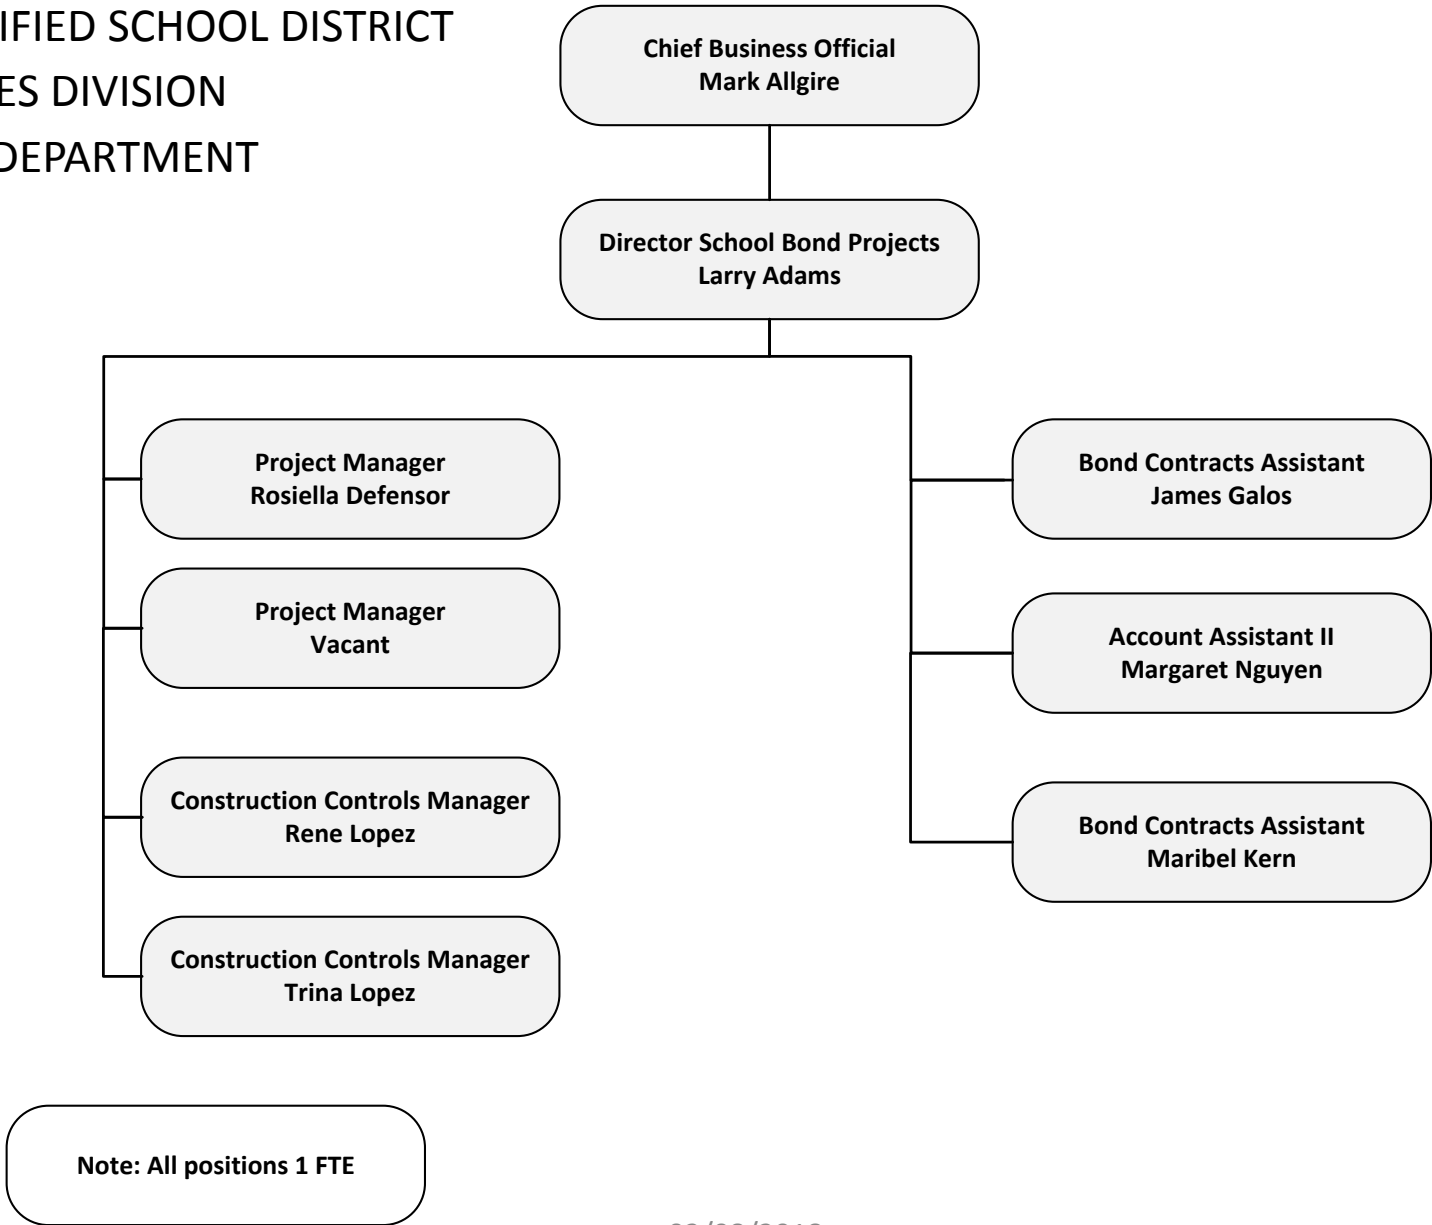 IFIED SCHOOL DISTRICT
ES DIVISION
DEPARTMENT
Chief Business Official
Mark Allgire
Director School Bond Projects
Larry Adams
Project Manager
Rosiella Defensor
Project Manager
Vacant
Construction Controls Manager
Rene Lopez
Construction Controls Manager
Trina Lopez
Bond Contracts Assistant
James Galos
Account Assistant II
Margaret Nguyen
Bond Contracts Assistant
Maribel Kern
Note: All positions 1 FTE